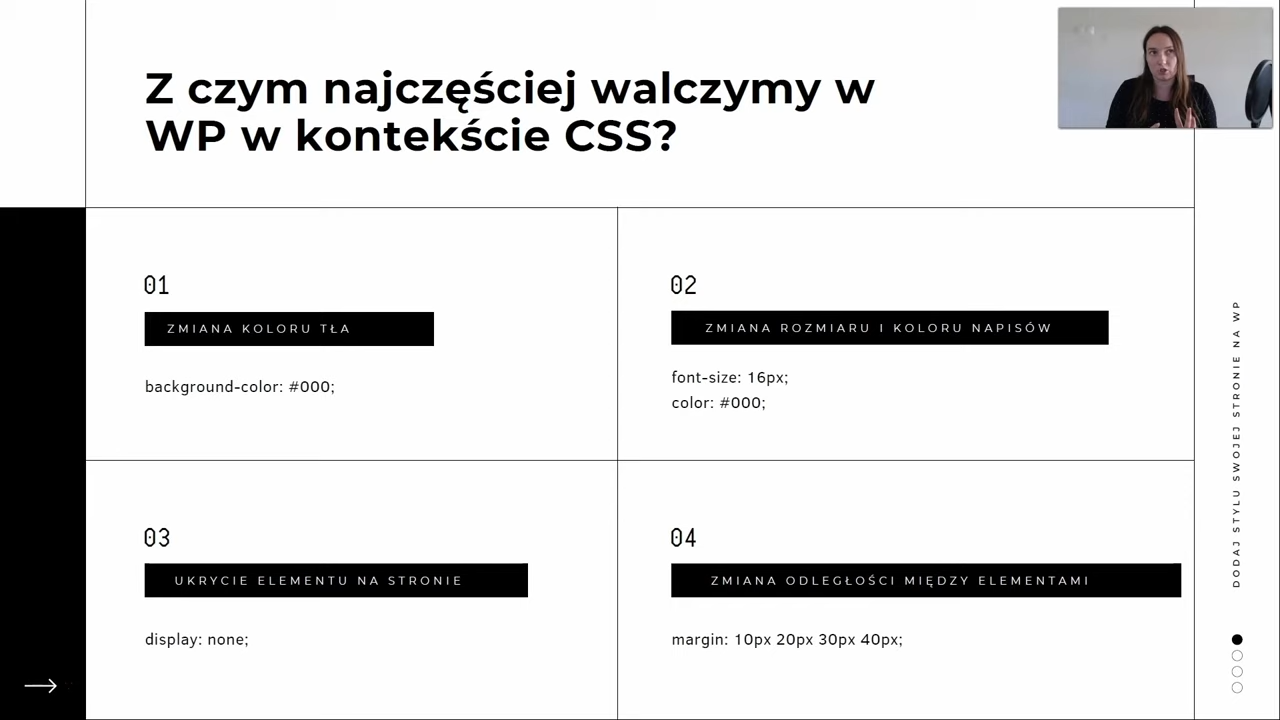 Z czym najczęściej walczymy w
WP w kontekście CSS?
01
ZMIANA KOLORU TŁA
background-color: #000;
02
ZMIANA ROZMIARU I KOLORU NAPISÓW
font-size: 16px;
color: #000;
03
UKRYCIE ELEMENTU NA STRONIE
display: none;
04
ZMIANA ODLEGŁOŚCI MIĘDZY ELEMENTAMI
margin: 10px 20px 30px 40px;
DODAJ STYLU SWOJEJ STRONIE NA WP